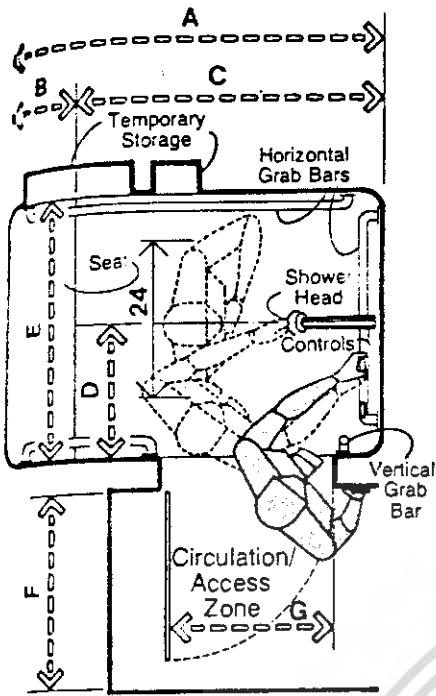 A
B
C
Temporary
Storage
Horizontal
Grab Bars
Seat
24
Shower
Head
Controls
E
D
Vertical
Grab
Bar
Circulation/
Access
Zone
F
G